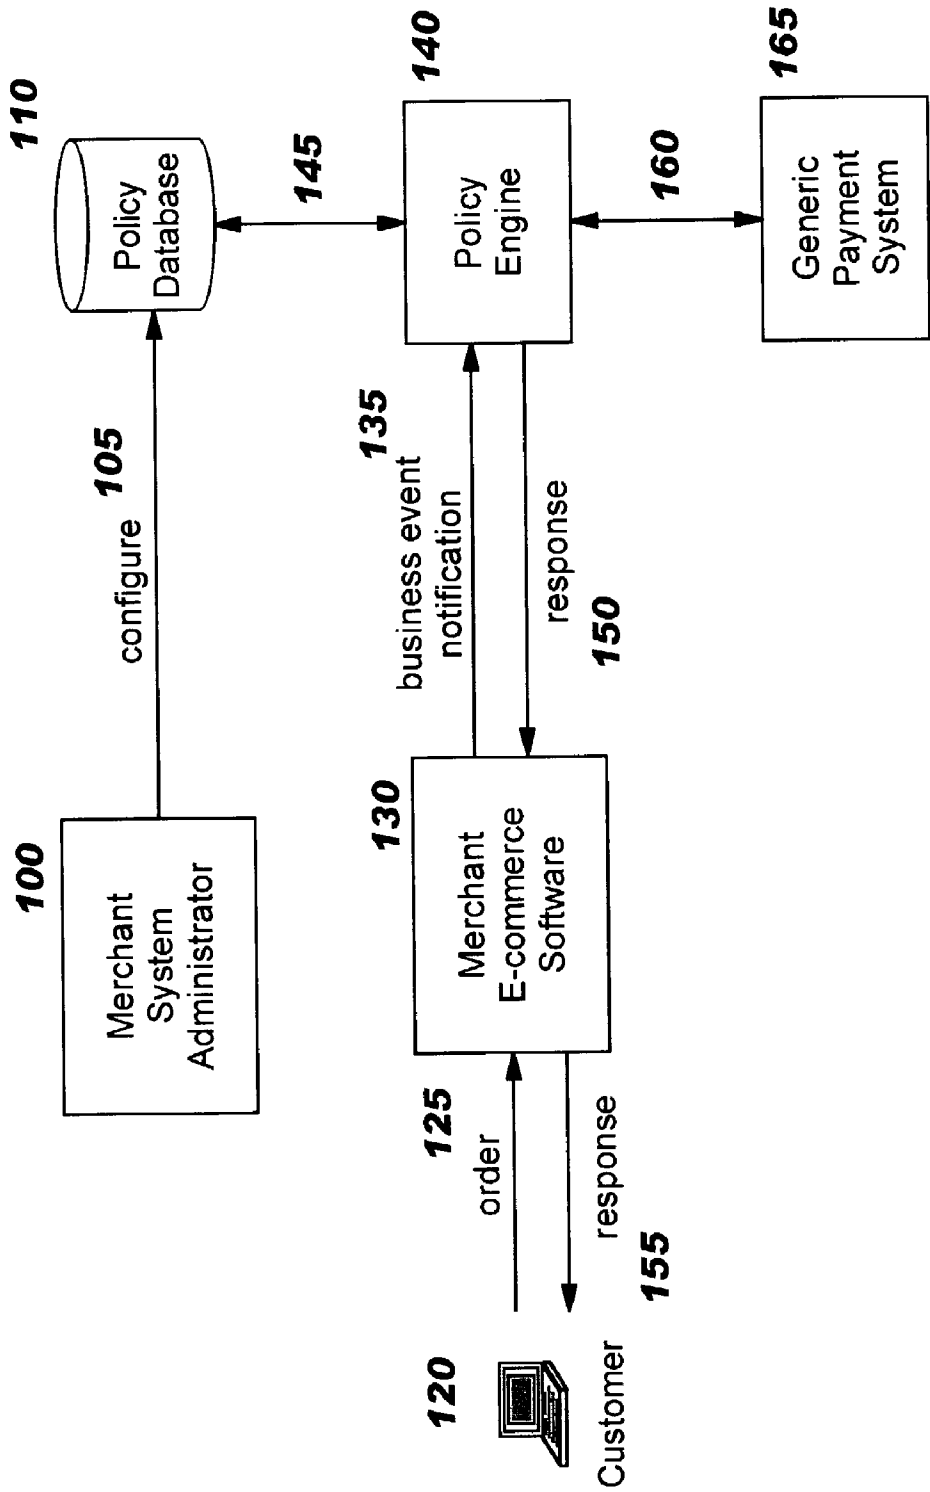 100
Merchant
System
Administrator
configure
105
110
Policy
Database
145
120
Customer
order
125
response
155
130
Merchant
E-commerce
Software
business event
notification
135
response
150
140
Policy
Engine
160
165
Generic
Payment
System